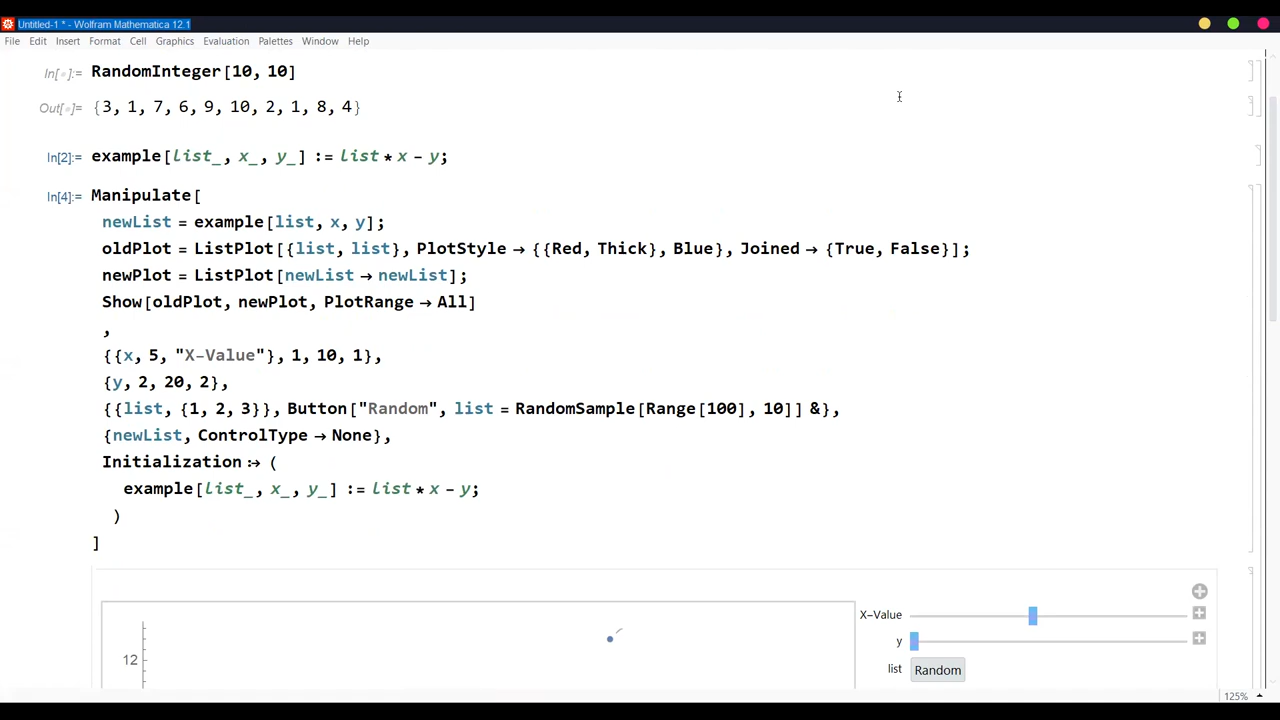 Untitled-1 * - Wolfram Mathematica 12.1
File Edit Insert Format Cell Graphics Evaluation Palettes Window Help
In[ ]:= RandomInteger[10, 10]
Out[ ]= {3, 1, 7, 6, 9, 10, 2, 1, 8, 4}
In[2]:= example[list_, x_, y_] := list * x - y;
In[4]:= Manipulate[
newList = example[list, x, y];
oldPlot = ListPlot[{list, list}, PlotStyle → {{Red, Thick}, Blue}, Joined → {True, False}];
newPlot = ListPlot[newList → newList];
Show[oldPlot, newPlot, PlotRange → All]
,
{{x, 5, "X-Value"}, 1, 10, 1},
{y, 2, 20, 2},
{{list, {1, 2, 3}}, Button["Random", list = RandomSample[Range[100], 10]] &},
{newList, ControlType → None},
Initialization :→ (
example[list_, x_, y_] := list * x - y;
)
]
X-Value
y
12
list Random
125%